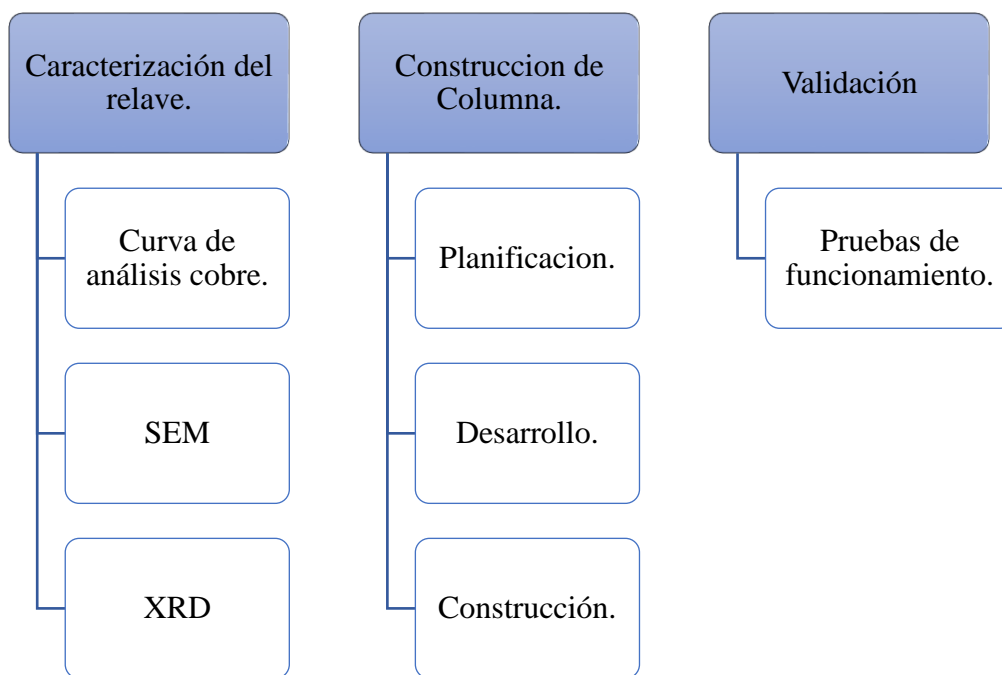 Caracterización del
relave.
Curva de
análisis cobre.
SEM
XRD
Construccion de
Columna.
Planificacion.
Desarrollo.
Construcción.
Validación
Pruebas de
funcionamiento.